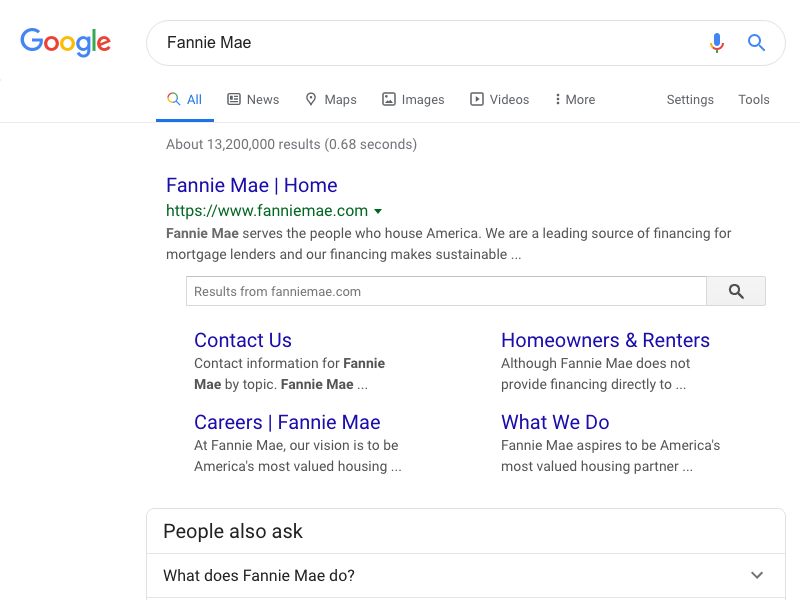 Google
Fannie Mae
All News Maps Images Videos More Settings Tools
About 13,200,000 results (0.68 seconds)
Fannie Mae | Home
https://www.fanniemae.com
Fannie Mae serves the people who house America. We are a leading source of financing for
mortgage lenders and our financing makes sustainable ...
Results from fanniemae.com
Contact Us
Contact information for Fannie
Mae by topic. Fannie Mae ...
Homeowners & Renters
Although Fannie Mae does not
provide financing directly to ...
Careers | Fannie Mae
At Fannie Mae, our vision is to be
America's most valued housing ...
What We Do
Fannie Mae aspires to be America's
most valued housing partner ...
People also ask
What does Fannie Mae do?